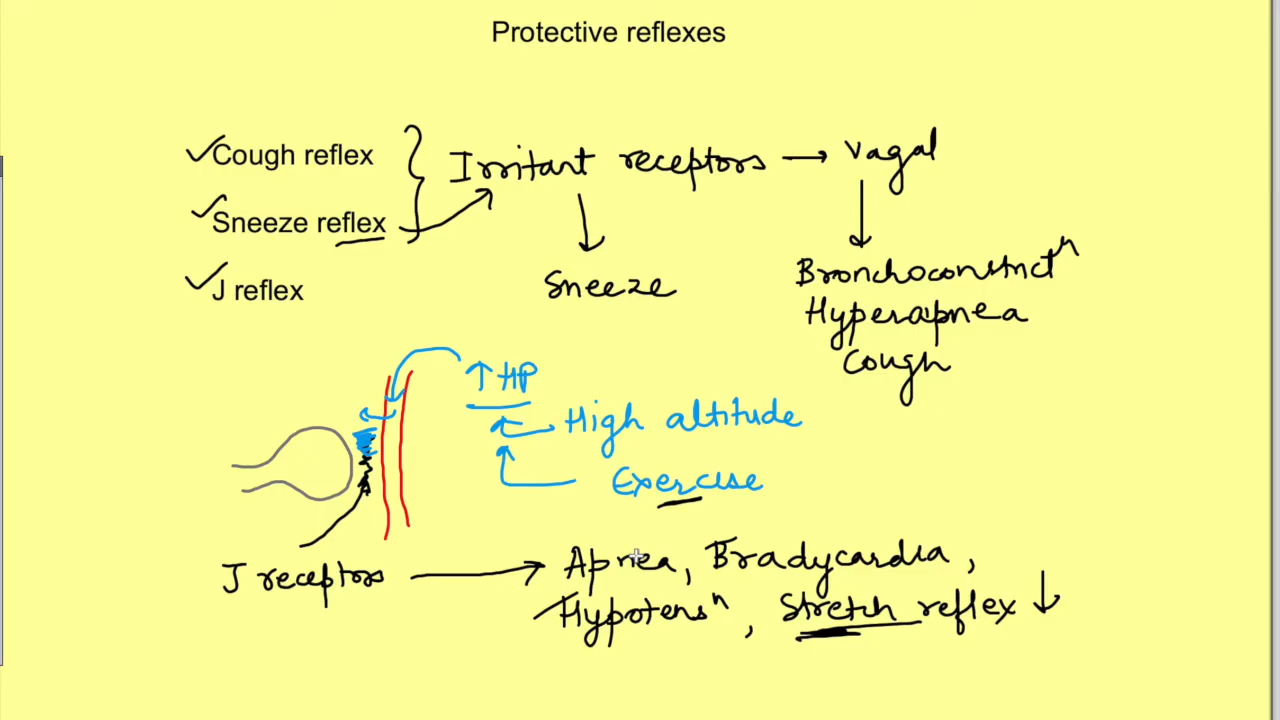 Protective reflexes
Cough reflex
Irritant receptors → vagal
Sneeze reflex
Sneeze
J reflex
Bronchoconstrictⁿ
Hyperapnea
Cough
↑ HP
High altitude
Exercise
J receptors → Apnea, Bradycardia,
Hypotensⁿ, Stretch reflex ↓